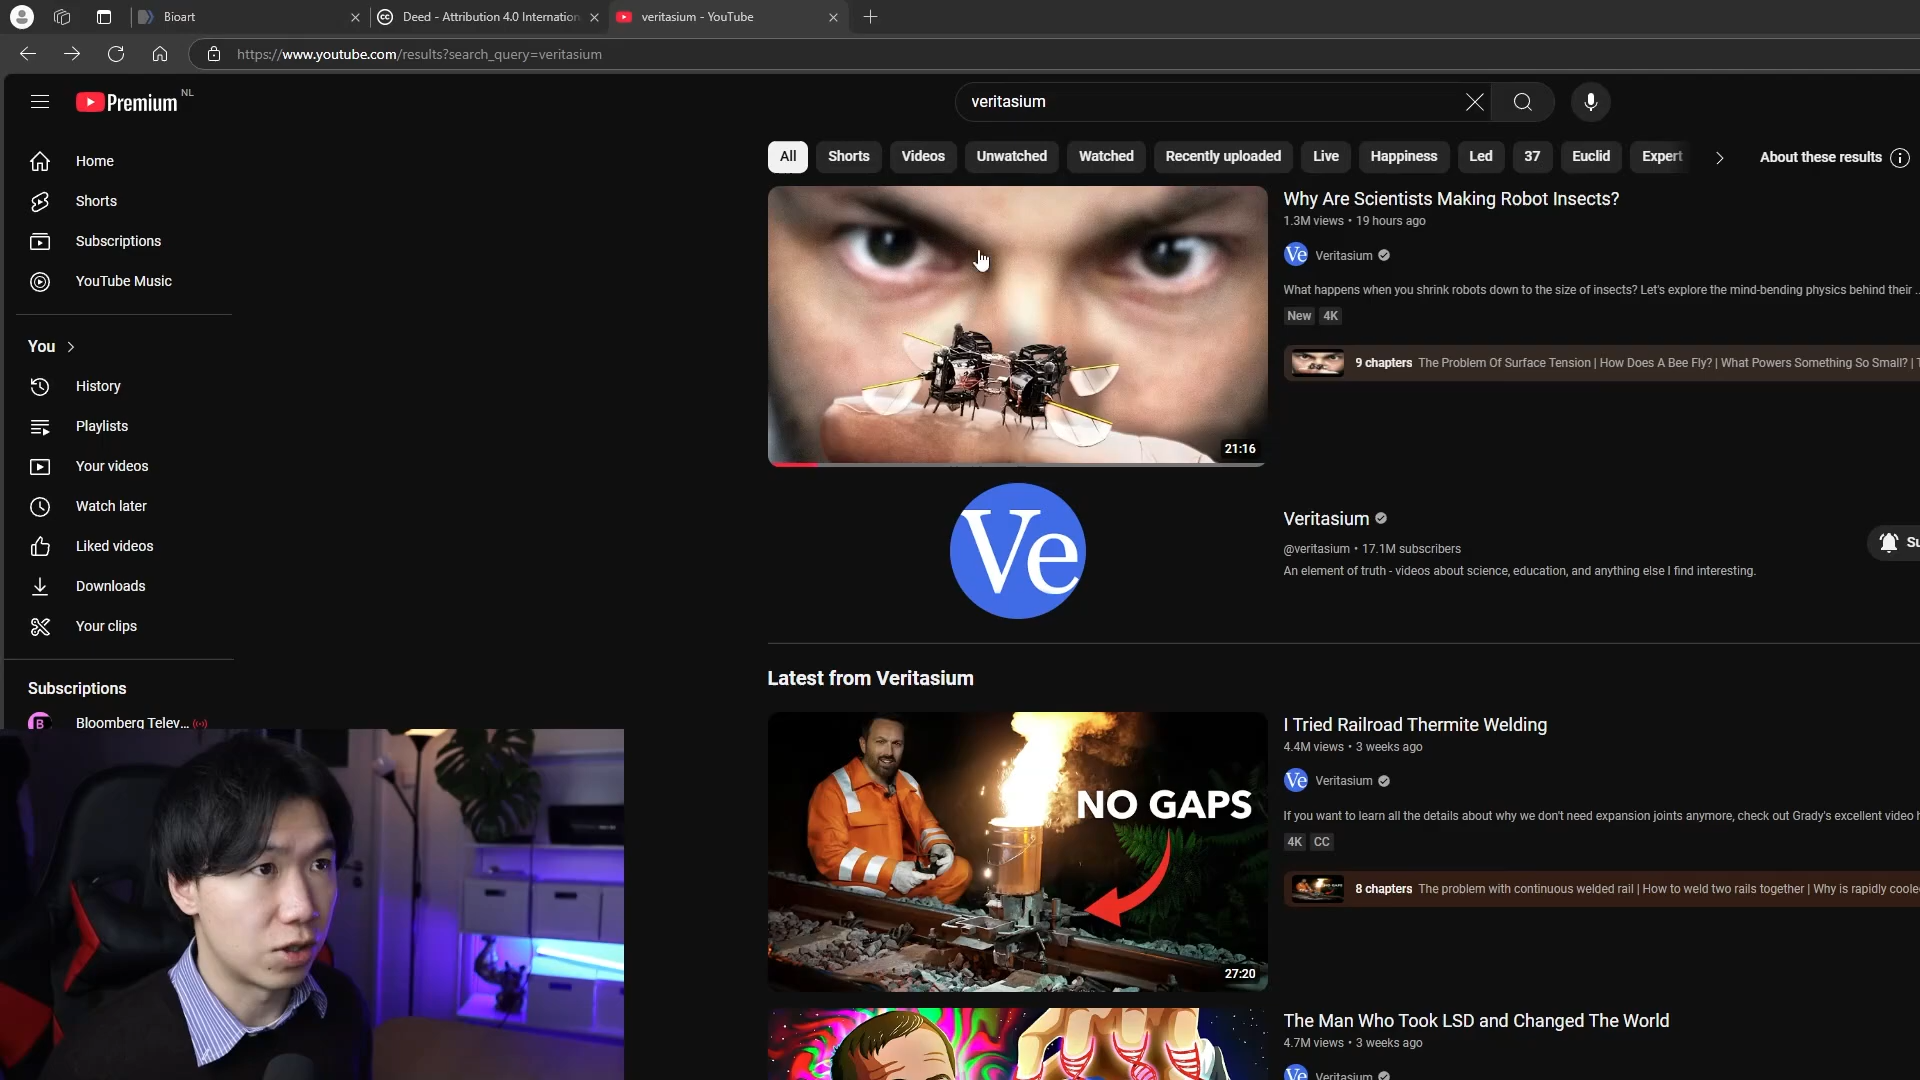 Bioart
Deed - Attribution 4.0 Internation
veritasium - YouTube
https://www.youtube.com/results?search_query=veritasium
Premium NL
veritasium
All
Shorts
Videos
Unwatched
Watched
Recently uploaded
Live
Happiness
Led
37
Euclid
Expert
About these results
Home
Shorts
Subscriptions
YouTube Music
You
History
Playlists
Your videos
Watch later
Liked videos
Downloads
Your clips
Subscriptions
Bloomberg Telev...
21:16
Why Are Scientists Making Robot Insects?
1.3M views • 19 hours ago
Ve Veritasium
What happens when you shrink robots down to the size of insects? Let's explore the mind-bending physics behind their ...
New 4K
9 chapters The Problem Of Surface Tension | How Does A Bee Fly? | What Powers Something So Small? |
Ve
Veritasium
@veritasium • 17.1M subscribers
An element of truth - videos about science, education, and anything else I find interesting.
Su
Latest from Veritasium
NO GAPS
27:20
I Tried Railroad Thermite Welding
4.4M views • 3 weeks ago
Ve Veritasium
If you want to learn all the details about why we don't need expansion joints anymore, check out Grady's excellent video
4K CC
8 chapters The problem with continuous welded rail | How to weld two rails together | Why is rapidly coole
The Man Who Took LSD and Changed The World
4.7M views • 3 weeks ago
Ve Veritasium